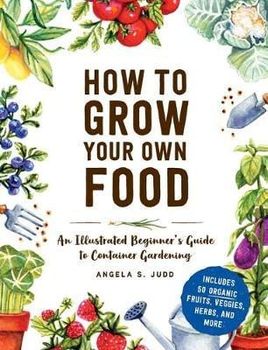 HOW TO
GROW
YOUR OWN
FOOD
An Illustrated Beginner's Guide
to Container Gardening
ANGELA S. JUDD
INCLUDES
50 ORGANIC
FRUITS, VEGGIES,
HERBS, AND
MORE